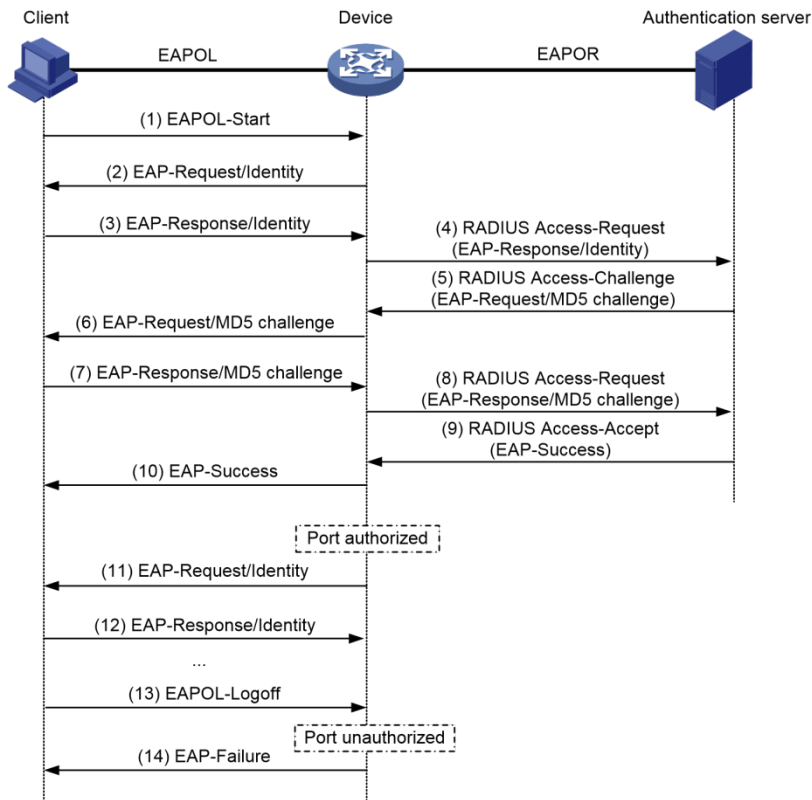 Client
Device
Authentication server
EAPOL
EAPOR
(1) EAPOL-Start
(2) EAP-Request/Identity
(3) EAP-Response/Identity
(4) RADIUS Access-Request
(EAP-Response/Identity)
(5) RADIUS Access-Challenge
(EAP-Request/MD5 challenge)
(6) EAP-Request/MD5 challenge
(7) EAP-Response/MD5 challenge
(8) RADIUS Access-Request
(EAP-Response/MD5 challenge)
(9) RADIUS Access-Accept
(EAP-Success)
(10) EAP-Success
Port authorized
(11) EAP-Request/Identity
(12) EAP-Response/Identity
...
(13) EAPOL-Logoff
Port unauthorized
(14) EAP-Failure